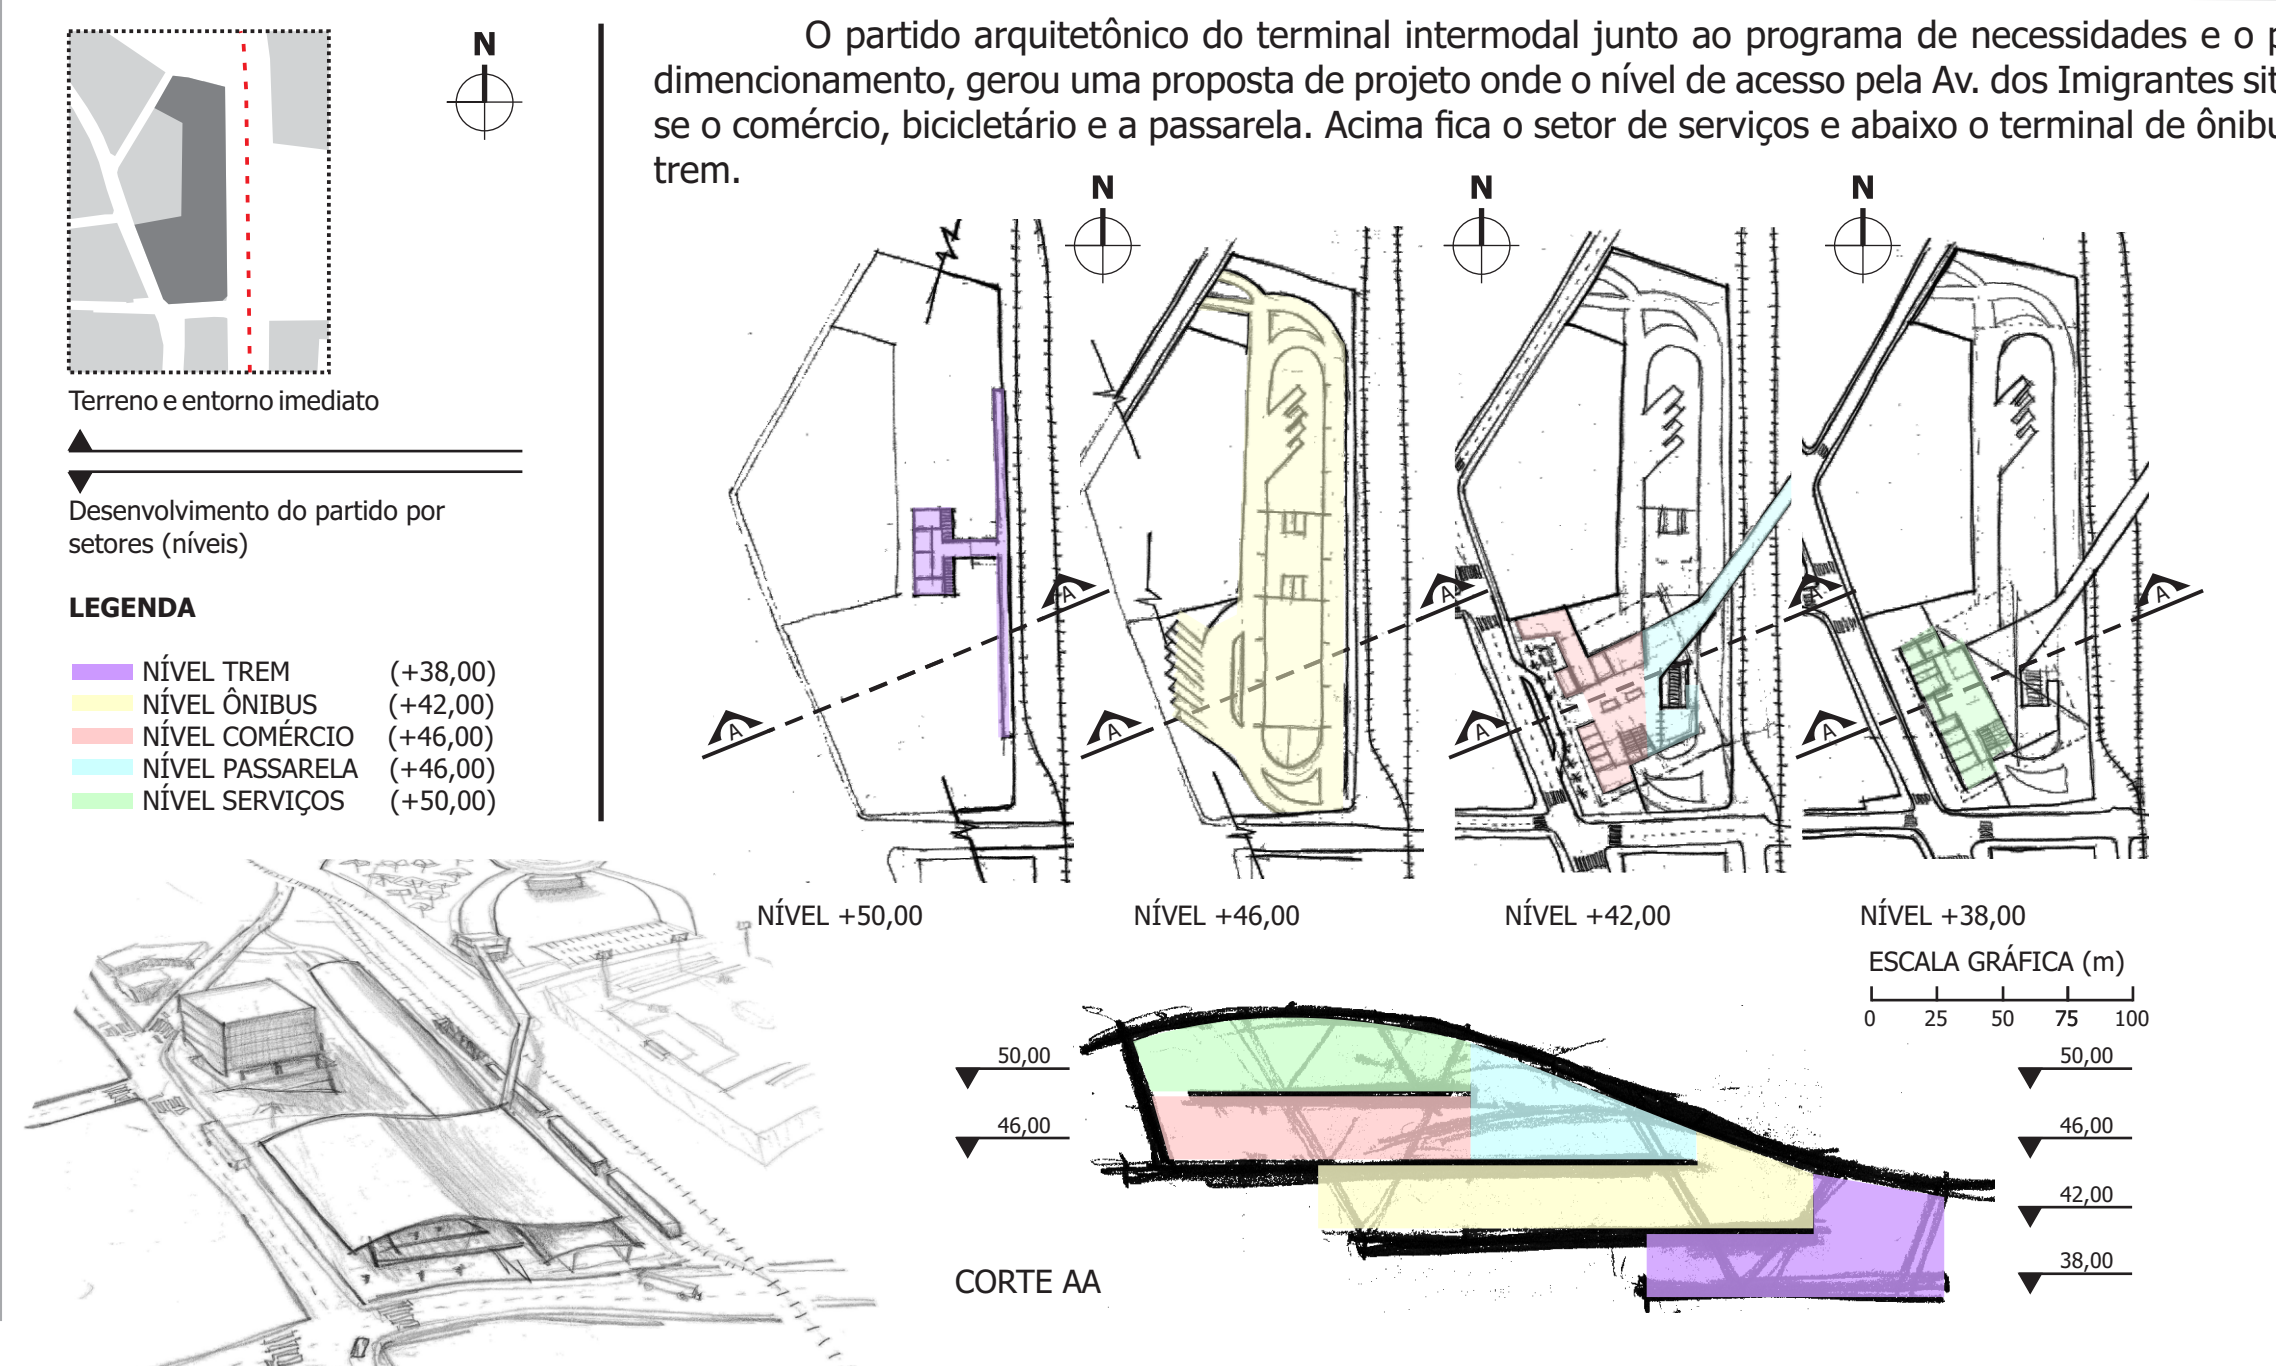 N
Terreno e entorno imediato
Desenvolvimento do partido por
setores (níveis)
LEGENDA
NÍVEL TREM (+38,00)
NÍVEL ÔNIBUS (+42,00)
NÍVEL COMÉRCIO (+46,00)
NÍVEL PASSARELA (+46,00)
NÍVEL SERVIÇOS (+50,00)
O partido arquitetônico do terminal intermodal junto ao programa de necessidades e o
dimencionamento, gerou uma proposta de projeto onde o nível de acesso pela Av. dos Imigrantes
se o comércio, bicicletário e a passarela. Acima fica o setor de serviços e abaixo o terminal de
trem.
N N N
A A A A
A A A A
NÍVEL +50,00 NÍVEL +46,00 NÍVEL +42,00 NÍVEL +38,00
ESCALA GRÁFICA (m)
0 25 50 75 100
50,00 50,00
46,00 46,00
42,00
38,00
CORTE AA